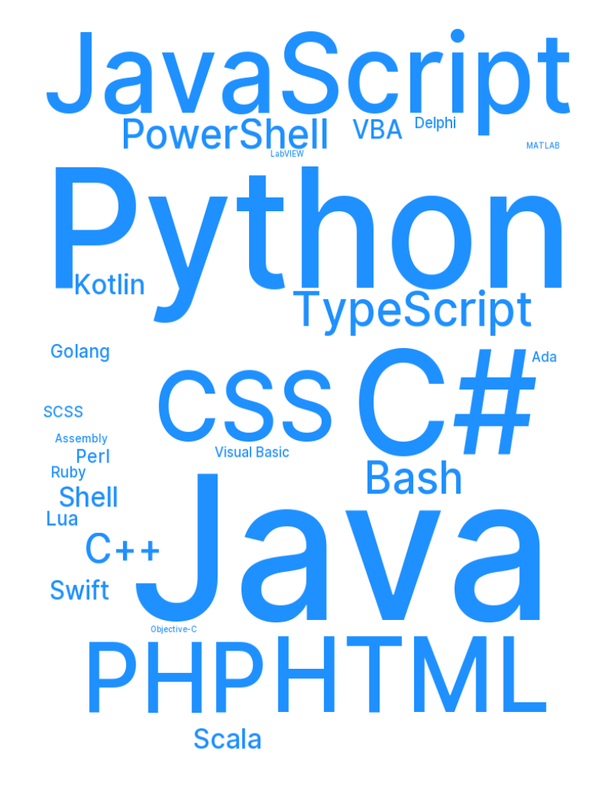 JavaScript
PowerShell VBA Delphi
LabVIEW MATLAB
Python
Kotlin
TypeScript
Golang
CSS C# Ada
SCSS
Assembly
Visual Basic
Perl
Ruby
Bash
Shell
Lua
Java
C++
Swift
Objective-C
PHP HTML
Scala